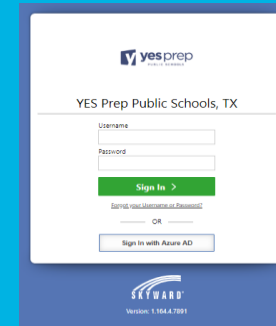 yesprep
PUBLIC SCHOOLS
YES Prep Public Schools, TX
Username
Password
Sign In >
Forgot your Username or Password?
OR
Sign In with Azure AD
SKYWARD
Version: 1.164.4.7891